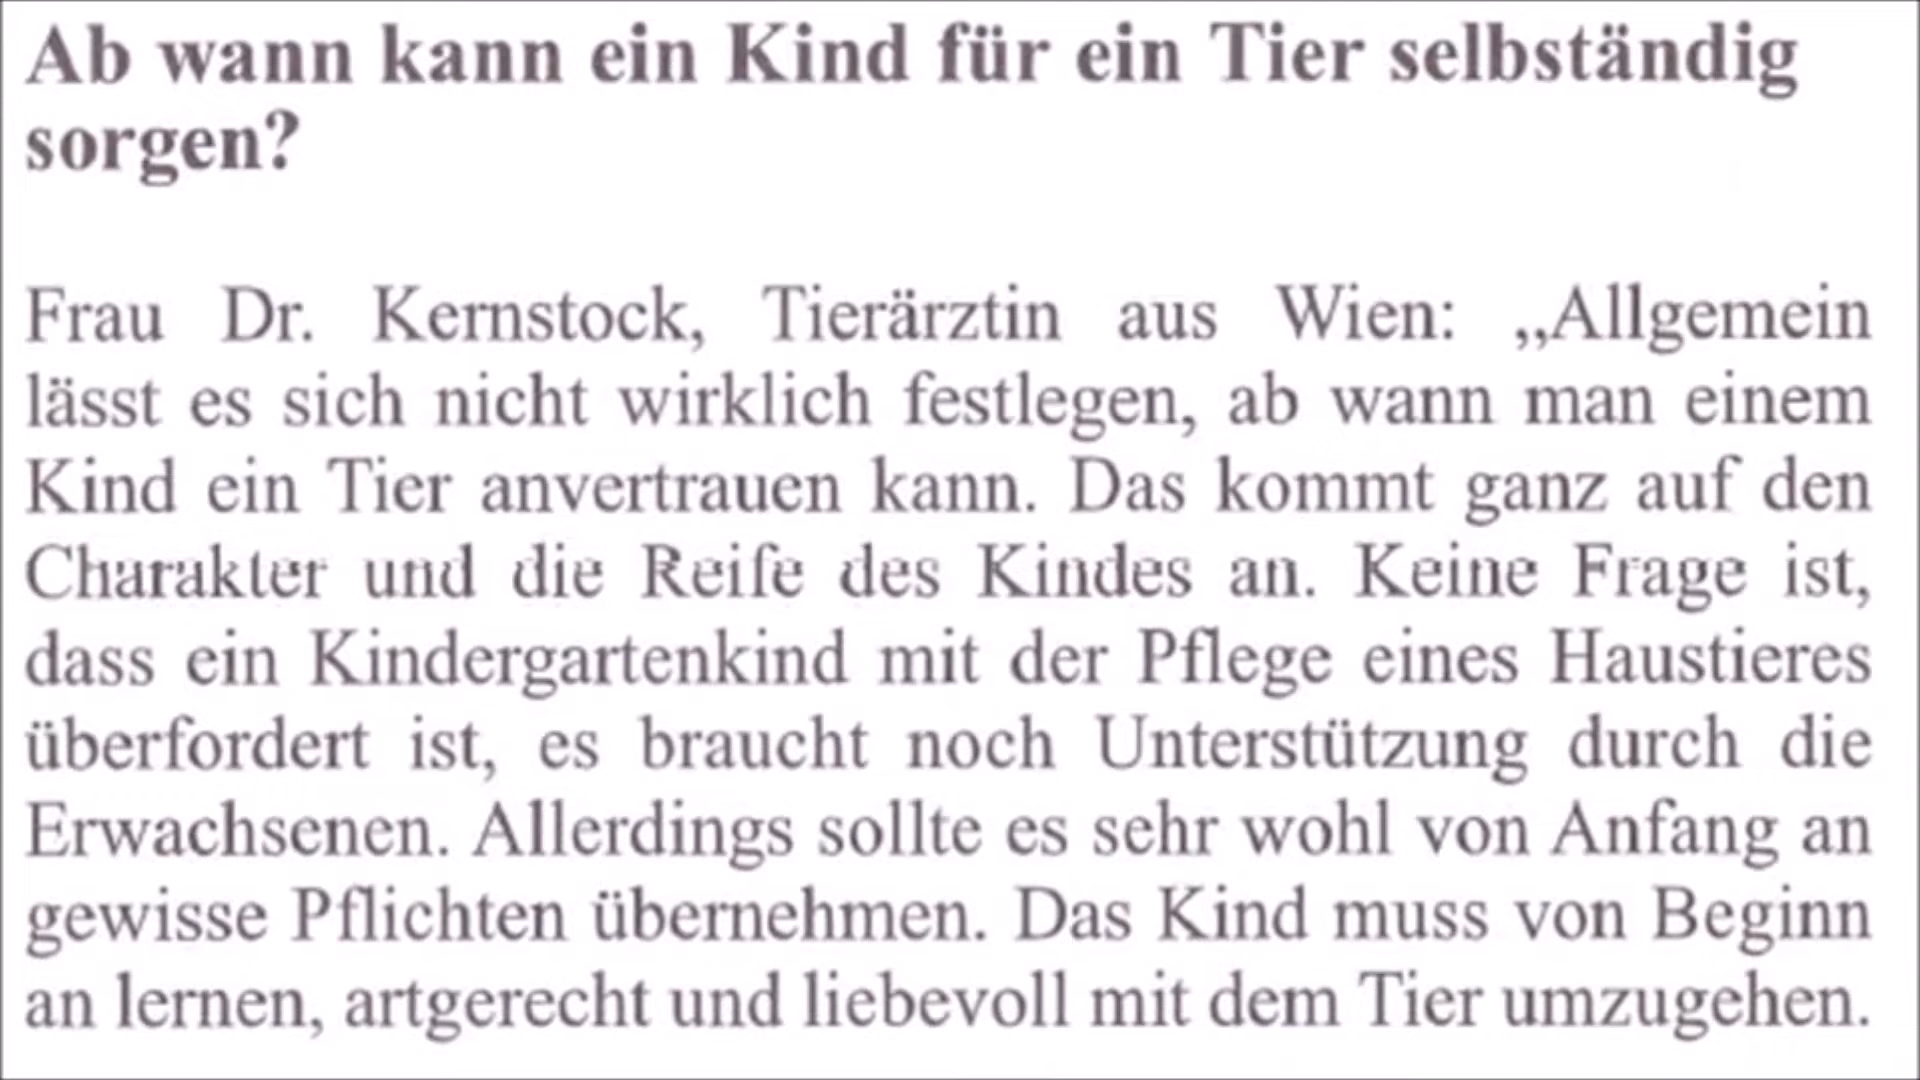 Ab wann kann ein Kind für ein Tier selbständig
sorgen?
Frau Dr. Kernstock, Tierärztin aus Wien: „Allgemein
lässt es sich nicht wirklich festlegen, ab wann man einem
Kind ein Tier anvertrauen kann. Das kommt ganz auf den
Charakter und die Reife des Kindes an. Keine Frage ist,
dass ein Kindergartenkind mit der Pflege eines Haustieres
überfordert ist, es braucht noch Unterstützung durch die
Erwachsenen. Allerdings sollte es sehr wohl von Anfang an
gewisse Pflichten übernehmen. Das Kind muss von Beginn
an lernen, artgerecht und liebevoll mit dem Tier umzugehen.